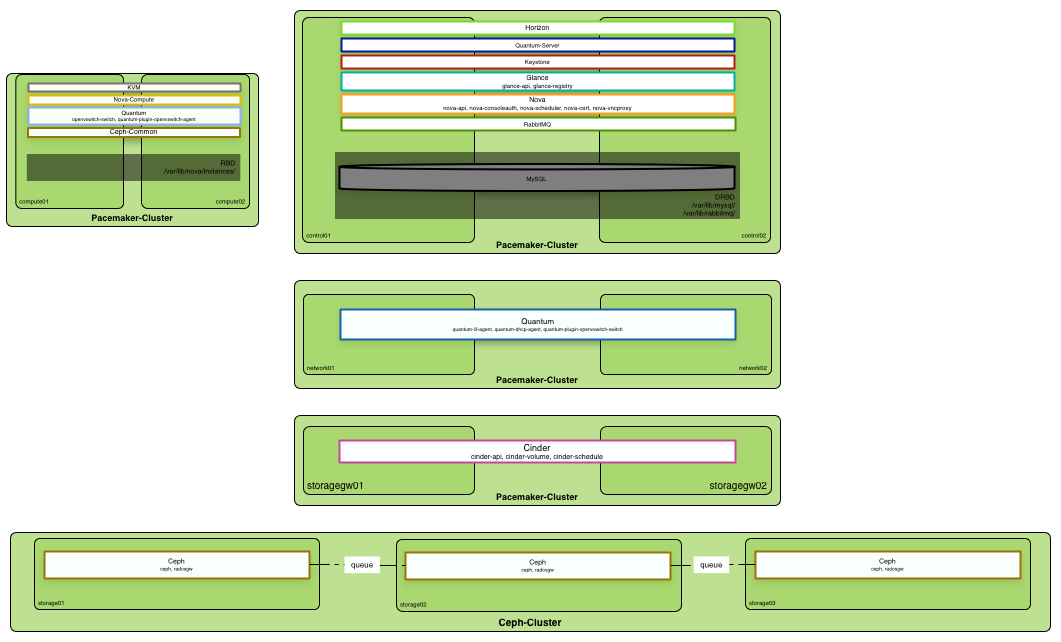 KVM
Nova-Compute
Quantum
openvswitch-switch, quantum-plugin-openvswitch-agent
Ceph-Common
RBD
/var/lib/nova/instances/
compute01
compute02
Pacemaker-Cluster
Horizon
Quantum-Server
Keystone
Glance
glance-api, glance-registry
Nova
nova-api, nova-consoleauth, nova-scheduler, nova-cert, nova-vncproxy
RabbitMQ
MySQL
DRBD
/var/lib/mysql/
/var/lib/rabbitmq/
control01
control02
Pacemaker-Cluster
Quantum
quantum-l3-agent, quantum-dhcp-agent, quantum-plugin-openvswitch-switch
network01
network02
Pacemaker-Cluster
Cinder
cinder-api, cinder-volume, cinder-schedule
storagegw01
storagegw02
Pacemaker-Cluster
Ceph
ceph, radosgw
storage01
queue
Ceph
ceph, radosgw
storage02
queue
Ceph
ceph, radosgw
storage03
Ceph-Cluster